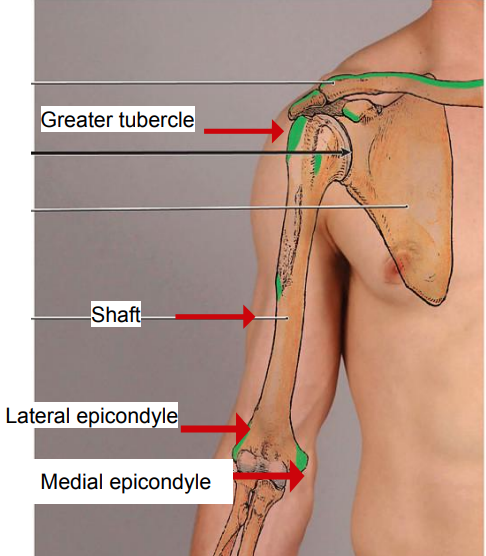 Greater tubercle
Shaft
Lateral epicondyle
Medial epicondyle